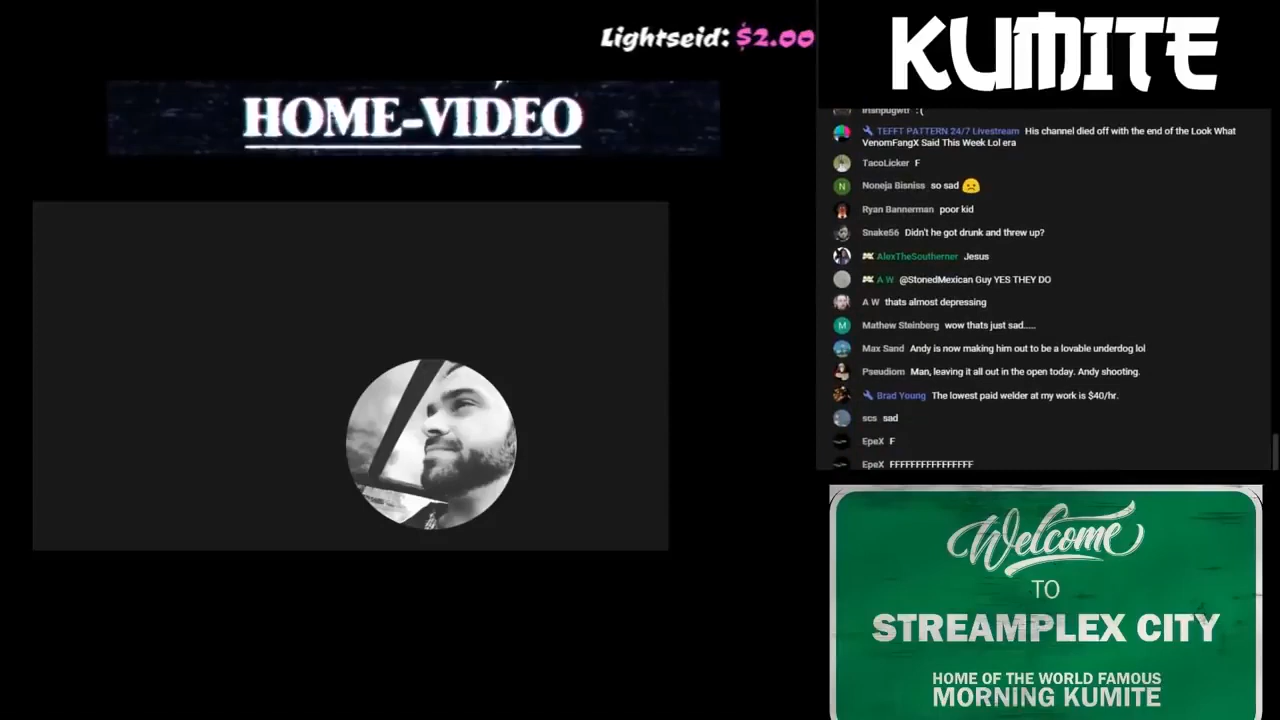 Lightseid: $2.00
HOME-VIDEO
KUMITE
irishpugwtf :(
TEFFT PATTERN 24/7 Livestream His channel died off with the end of the Look What
VenomFangX Said This Week Lol era
TacoLicker F
N Noneja Bisniss so sad
Ryan Bannerman poor kid
Snake56 Didn't he got drunk and threw up?
AlexTheSoutherner Jesus
A W @StonedMexican Guy YES THEY DO
A W thats almost depressing
M Mathew Steinberg wow thats just sad......
Max Sand Andy is now making him out to be a lovable underdog lol
Pseudiom Man, leaving it all out in the open today. Andy shooting.
Brad Young The lowest paid welder at my work is $40/hr.
scs sad
EpeX F
EpeX FFFFFFFFFFFFFFFF
Welcome
TO
STREAMPLEX CITY
HOME OF THE WORLD FAMOUS
MORNING KUMITE